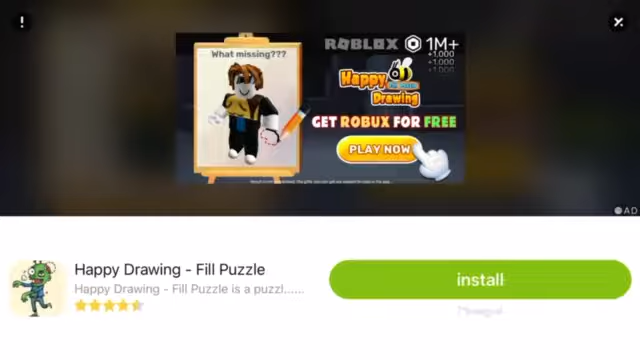 What missing???
ROBLOX 1M+
+1,000
+1,000
+1,000
Happy
Drawing
GET ROBUX FOR FREE
PLAY NOW
AD
Happy Drawing - Fill Puzzle
Happy Drawing - Fill Puzzle is a puzzl......
install